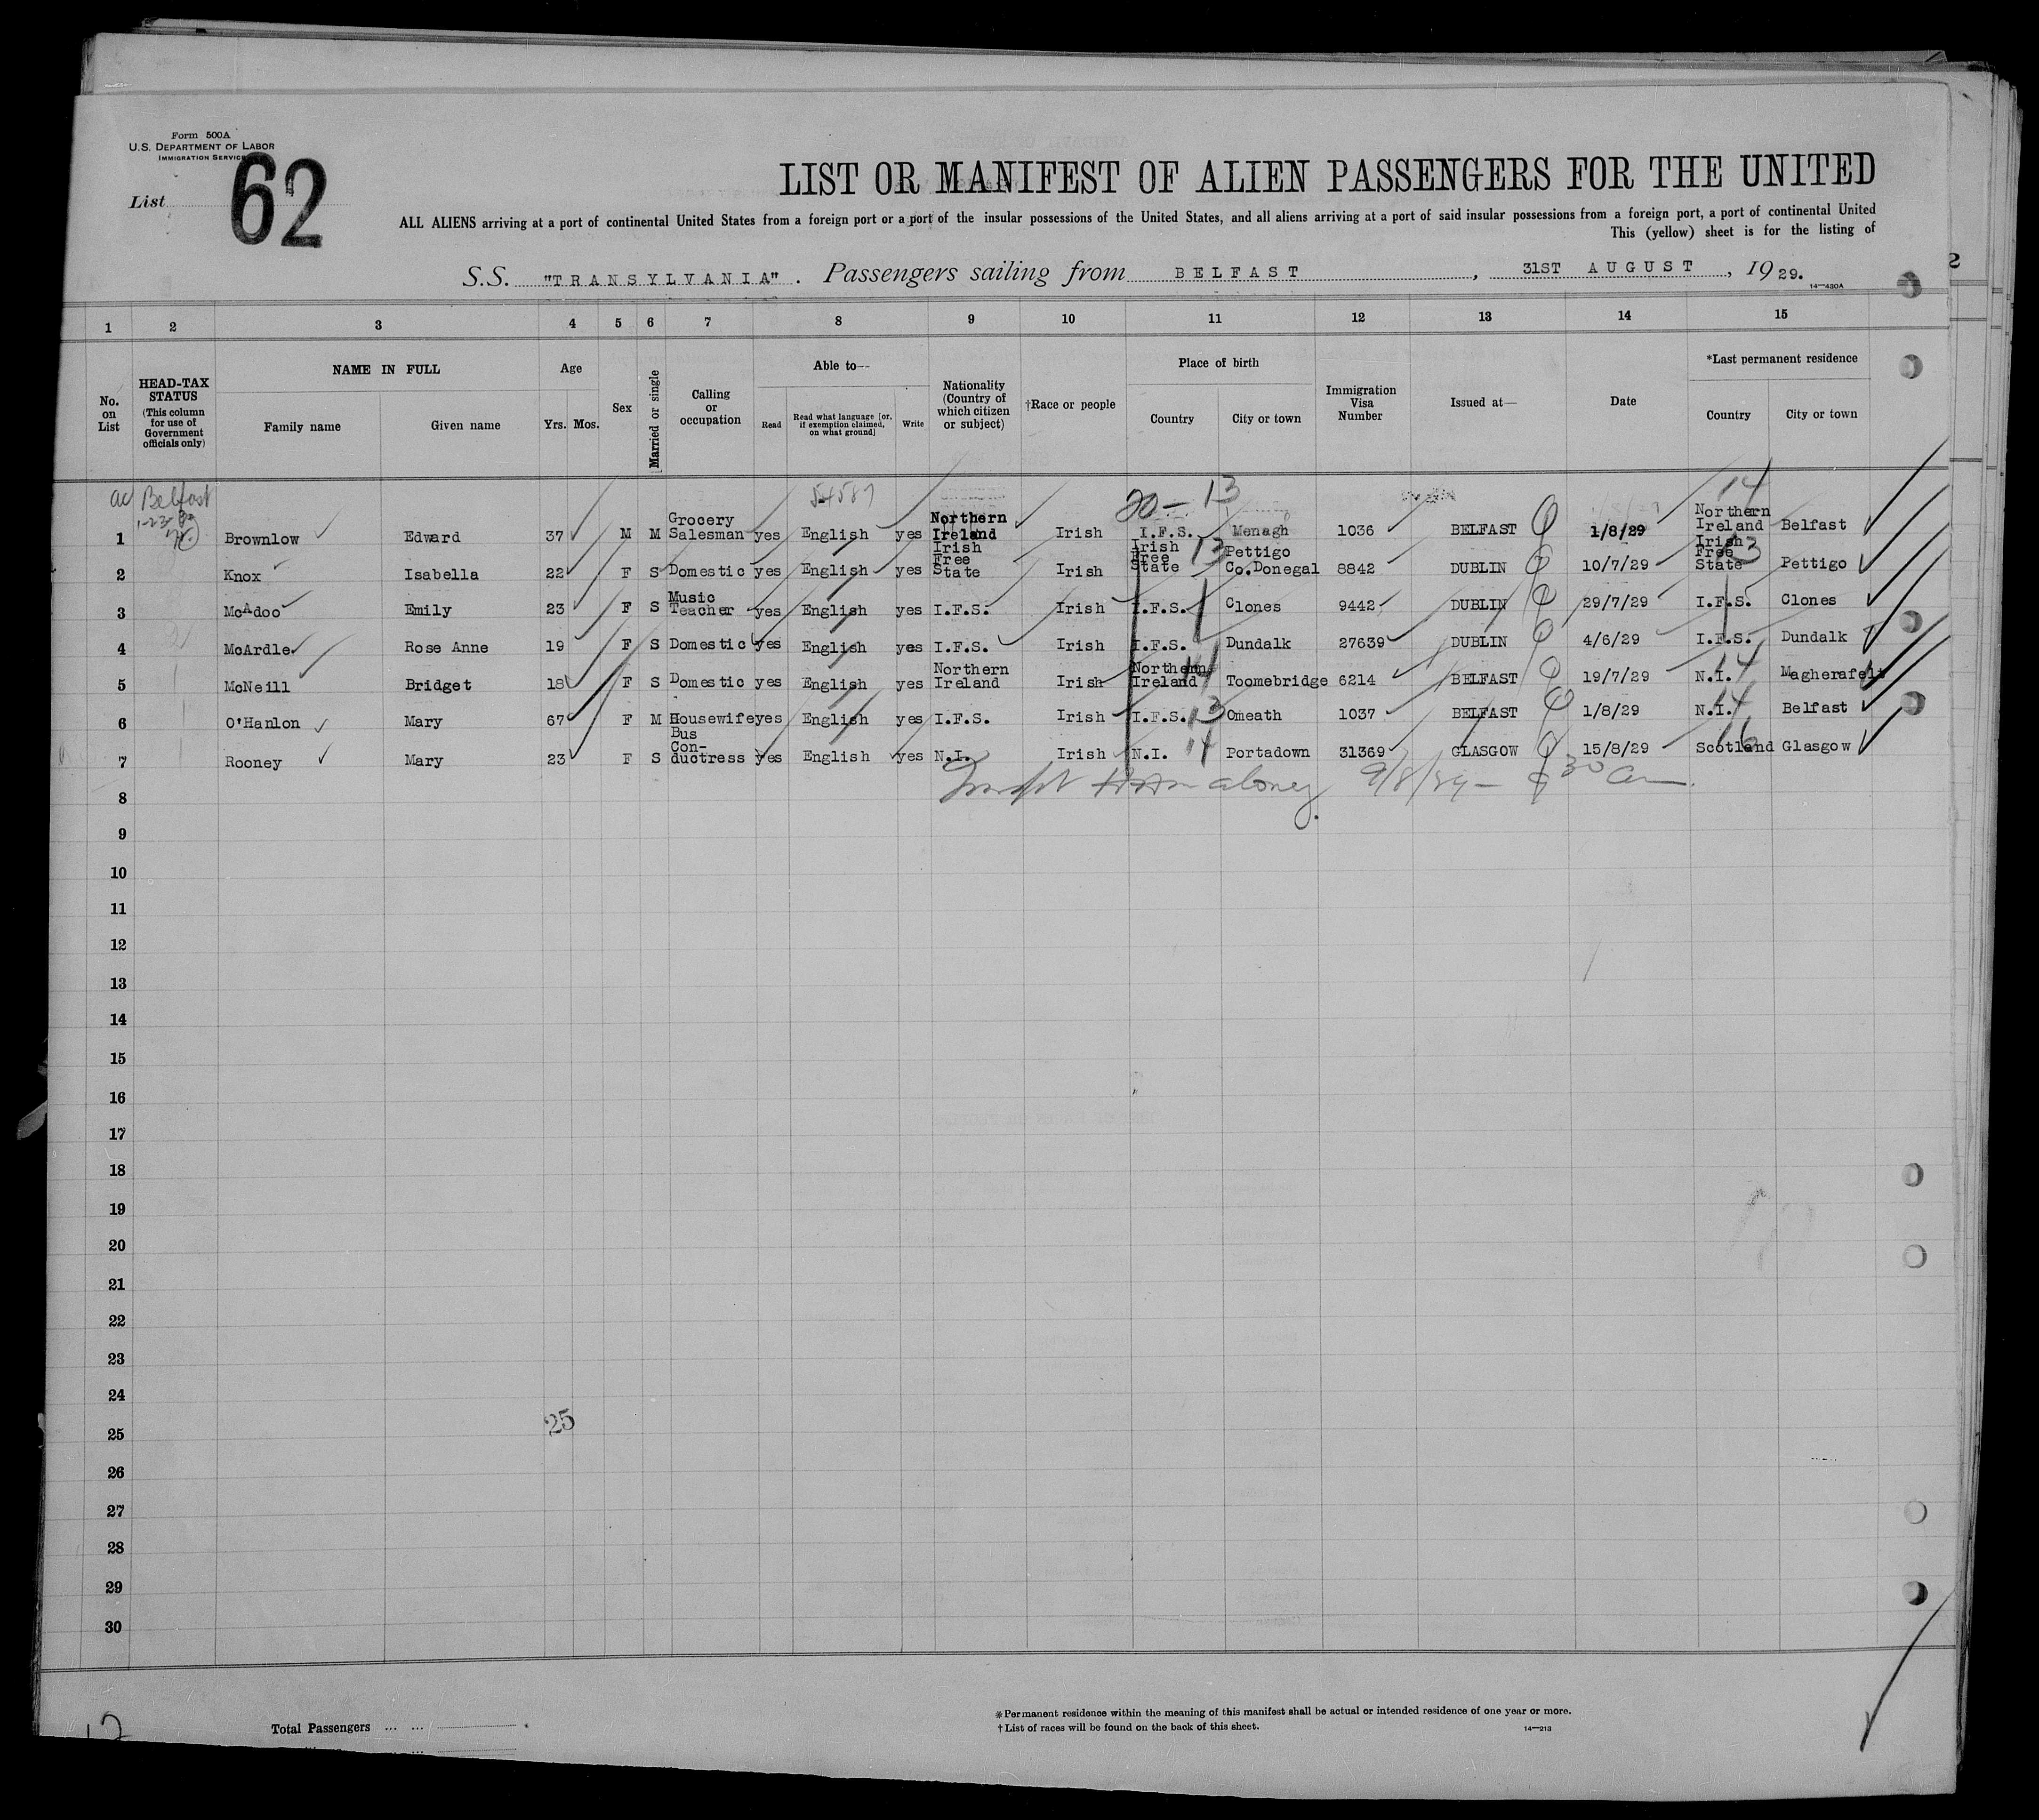 Form 500A
U.S. DEPARTMENT OF LABOR
IMMIGRATION SERVICE
List 62
LIST OR MANIFEST OF ALIEN PASSENGERS FOR THE UNITED
ALL ALIENS arriving at a port of continental United States from a foreign port or a port of the insular possessions of the United States, and all aliens arriving at a port of said insular possessions from a foreign port, a port of continental United
This (yellow) sheet is for the listing of
S.S. "TRANSYLVANIA". Passengers sailing from BELFAST, 31ST AUGUST, 1929.
14—430A
2
1 2 3 4 5 6 7 8 9 10 11 12 13 14 15
No. on List
HEAD-TAX STATUS (This column for use of Government officials only)
NAME IN FULL
Family name Given name
Age
Yrs. Mos.
Sex
Married or single
Calling or occupation
Able to—
Read Read what language [or, if exemption claimed, on what ground] Write
Nationality (Country of which citizen or subject)
†Race or people
Place of birth
Country City or town
Immigration Visa Number
Issued at—
Date
*Last permanent residence
Country City or town
Belfast 54587 20 - 13 14
1 Brownlow Edward 37 M M Grocery Salesman yes English yes Northern Ireland Irish I.F.S. Menagh 1036 BELFAST 1/8/29 Northern Ireland Belfast
2 Knox Isabella 22 F S Domestic yes English yes Irish Free State Irish Irish Free State 13 Pettigo Co.Donegal 8842 DUBLIN 10/7/29 Irish Free State 13 Pettigo
3 McAdoo Emily 23 F S Music Teacher yes English yes I.F.S. Irish I.F.S. Clones 9442 DUBLIN 29/7/29 I.F.S. Clones
4 McArdle Rose Anne 19 F S Domestic yes English yes I.F.S. Irish I.F.S. Dundalk 27639 DUBLIN 4/6/29 I.F.S. Dundalk
5 McNeill Bridget 18 F S Domestic yes English yes Northern Ireland Irish Northern Ireland 14 Toomebridge 6214 BELFAST 19/7/29 N.I. 14 Magherafelt
6 O'Hanlon Mary 67 F M Housewife yes English yes I.F.S. Irish I.F.S. 13 Omeath 1037 BELFAST 1/8/29 N.I. 14 Belfast
7 Rooney Mary 23 F S Bus Conductress yes English yes N.I. Irish N.I. 14 Portadown 31369 GLASGOW 15/8/29 Scotland 16 Glasgow
8
9
10
11
12
13
14
15
16
17
18
19
20
21
22
23
24
25
25
26
27
28
29
30
Total Passengers
*Permanent residence within the meaning of this manifest shall be actual or intended residence of one year or more.
†List of races will be found on the back of this sheet.
14—213